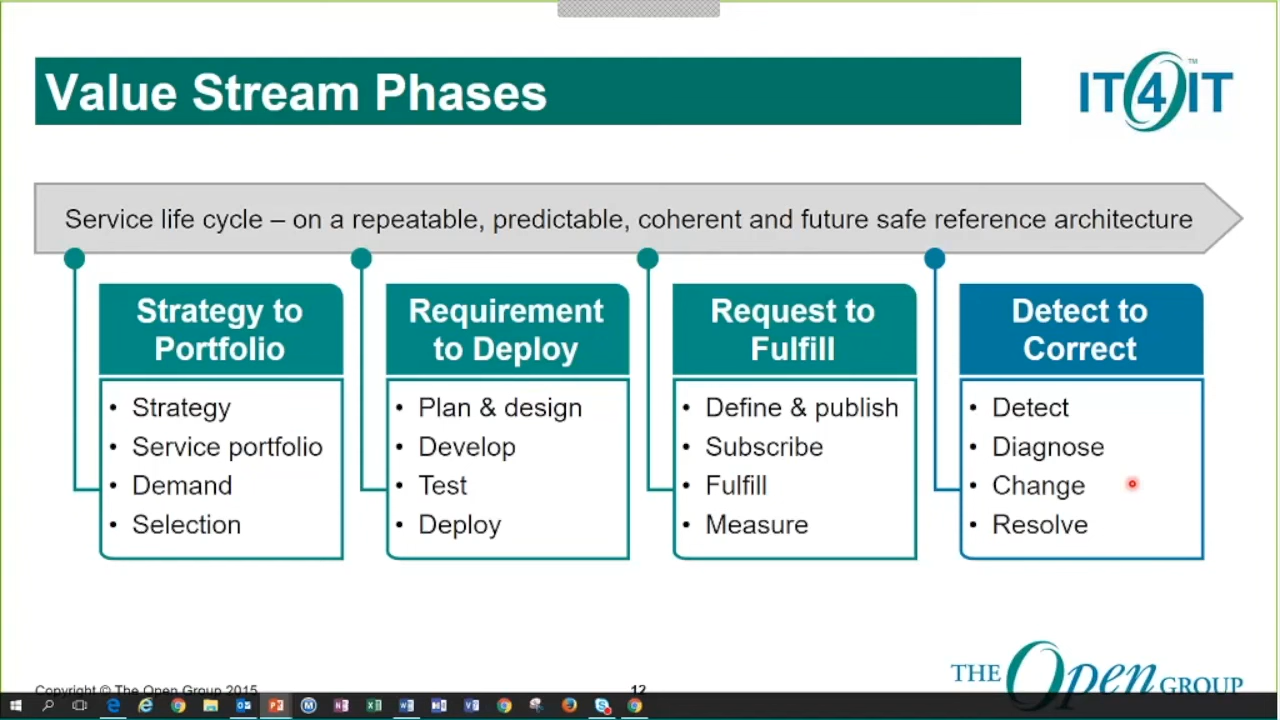 Value Stream Phases
IT4IT™
Service life cycle – on a repeatable, predictable, coherent and future safe reference architecture
Strategy to
Portfolio
• Strategy
• Service portfolio
• Demand
• Selection
Requirement
to Deploy
• Plan & design
• Develop
• Test
• Deploy
Request to
Fulfill
• Define & publish
• Subscribe
• Fulfill
• Measure
Detect to
Correct
• Detect
• Diagnose
• Change
• Resolve
Copyright © The Open Group 2015
12
THE Open GROUP